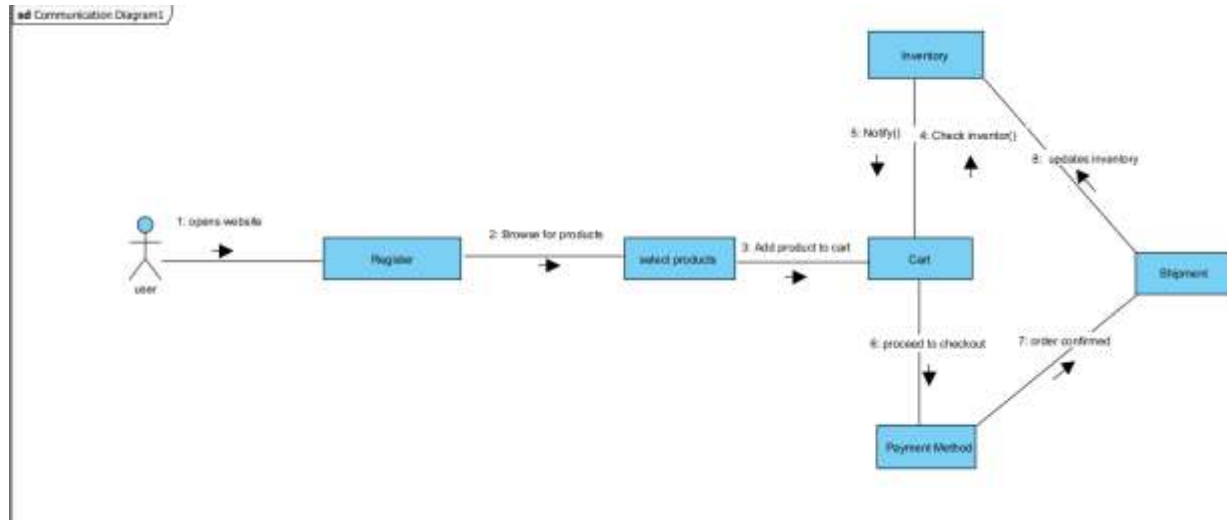 sd Communication Diagram1
Inventory
5: Notify()
4: Check inventor()
8: updates inventory
1: opens website
2: Browse for products
3: Add product to cart
Register
select products
Cart
Shipment
user
6: proceed to checkout
7: order confirmed
Payment Method